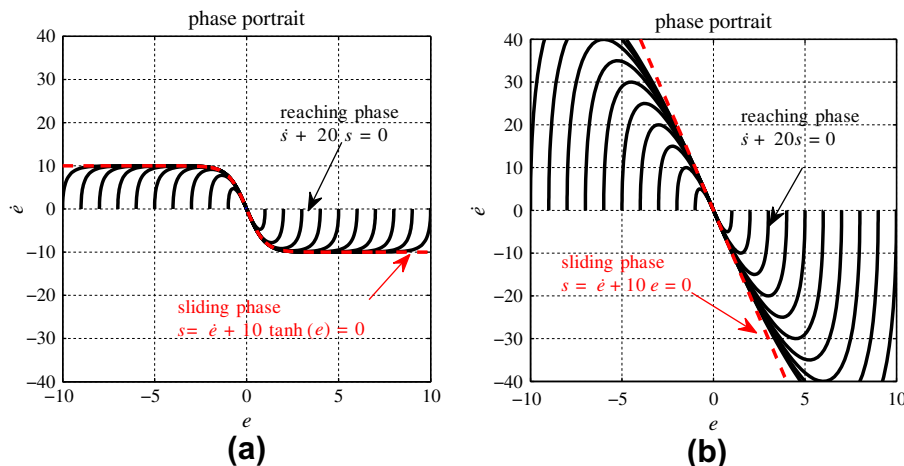 phase portrait
40
30
20
10
0
−10
−20
−30
−40
ė
reaching phase
ṡ + 20 s = 0
sliding phase
s= ė + 10 tanh (e) = 0
−10
−5
0
5
10
e
(a)
phase portrait
40
30
20
10
0
−10
−20
−30
−40
ė
reaching phase
ṡ + 20s = 0
sliding phase
s = ė +10 e = 0
−10
−5
0
5
10
e
(b)